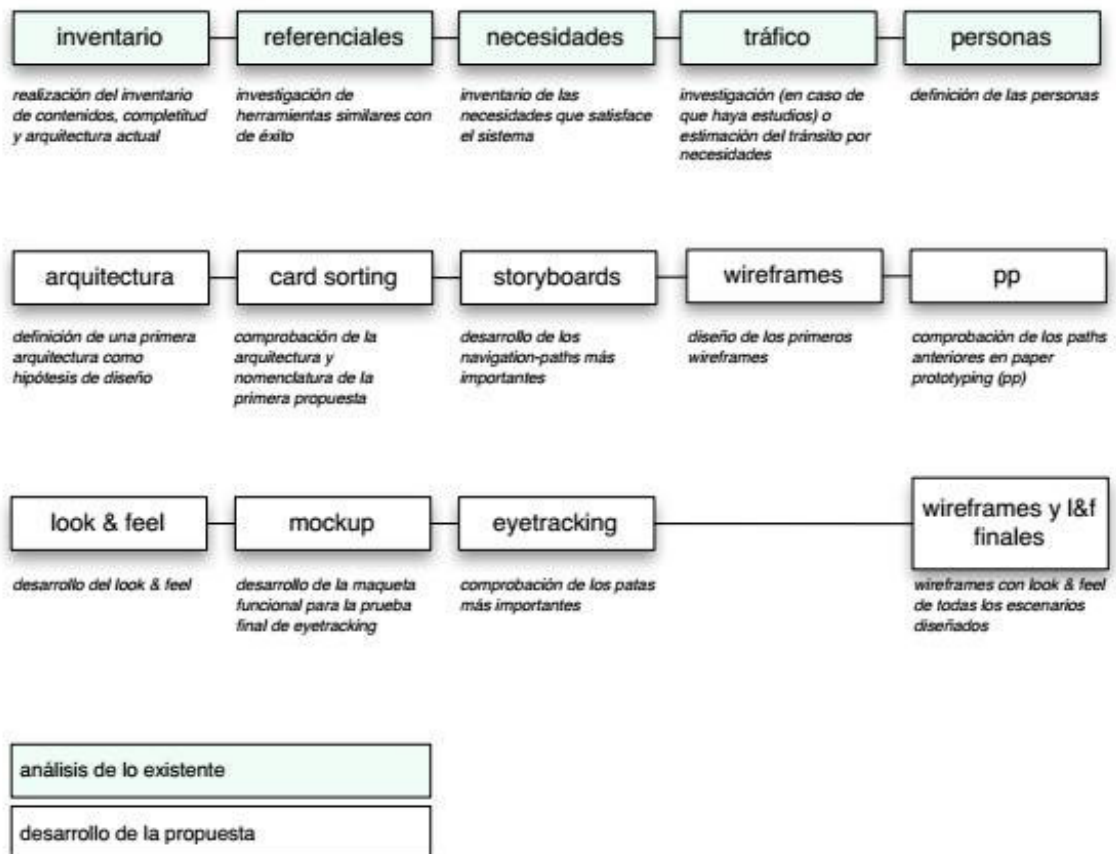 inventario
referenciales
necesidades
tráfico
personas
realización del inventario
de contenidos, completitud
y arquitectura actual
investigación de
herramientas similares con
de éxito
inventario de las
necesidades que satisface
el sistema
investigación (en caso de
que haya estudios) o
estimación del tránsito por
necesidades
definición de las personas
arquitectura
card sorting
storyboards
wireframes
pp
definición de una primera
arquitectura como
hipótesis de diseño
comprobación de la
arquitectura y
nomenclatura de la
primera propuesta
desarrollo de los
navigation-paths más
importantes
diseño de los primeros
wireframes
comprobación de los paths
anteriores en paper
prototyping (pp)
look & feel
mockup
eyetracking
wireframes y l&f
finales
desarrollo del look & feel
desarrollo de la maqueta
funcional para la prueba
final de eyetracking
comprobación de los patas
más importantes
wireframes con look & feel
de todas los escenarios
diseñados
análisis de lo existente
desarrollo de la propuesta